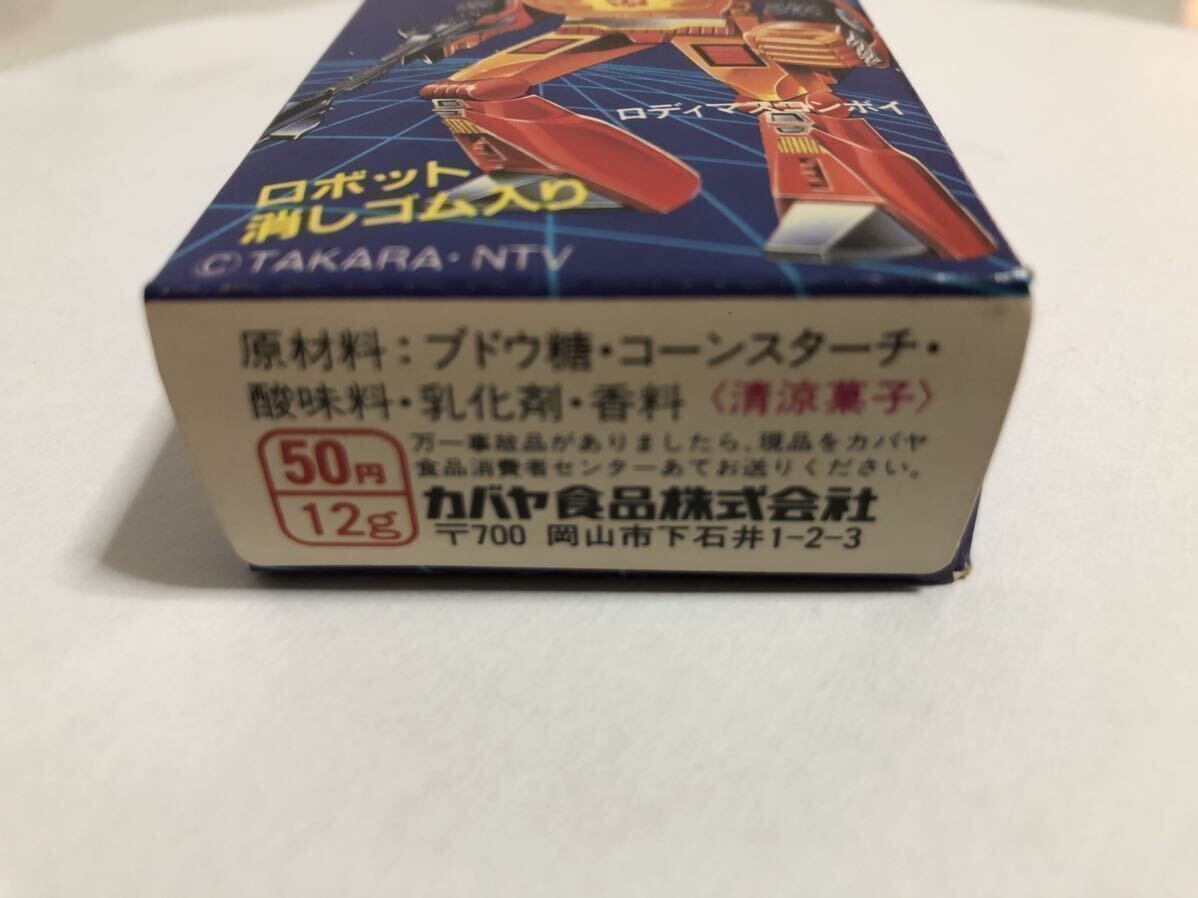 ロディマスコンボイ
ロボット
消しゴム入り
©TAKARA・NTV
原材料：ブドウ糖・コーンスターチ・
酸味料・乳化剤・香料〈清涼菓子〉
50円
12g
万一事故品がありましたら、現品をカバヤ
食品消費者センターあてお送りください。
カバヤ食品株式会社
〒700 岡山市下石井1-2-3